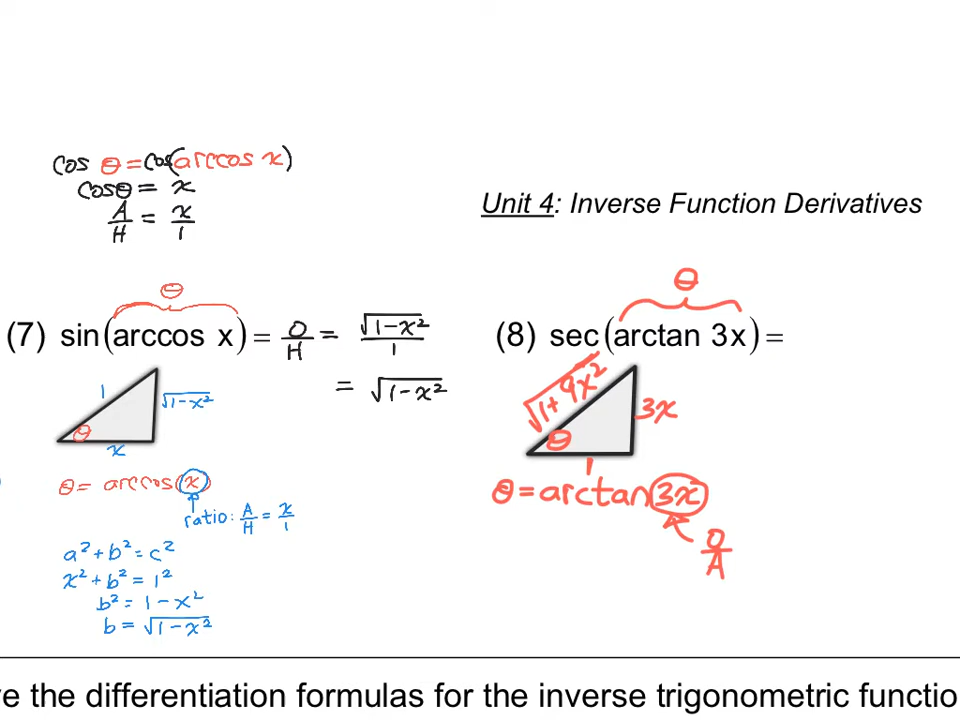 cos θ = cos(arccos x)
cosθ = x
A/H = x/1
Unit 4: Inverse Function Derivatives
θ
(7) sin(arccos x) = O/H = √1-x²/1
= √1-x²
1
√1-x²
θ
x
θ = arccos(x)
ratio: A/H = x/1
a² + b² = c²
x² + b² = 1²
b² = 1 - x²
b = √1-x²
θ
(8) sec(arctan 3x) =
√1+9x²
3x
θ
1
θ = arctan 3x
O/A
ve the differentiation formulas for the inverse trigonometric functio